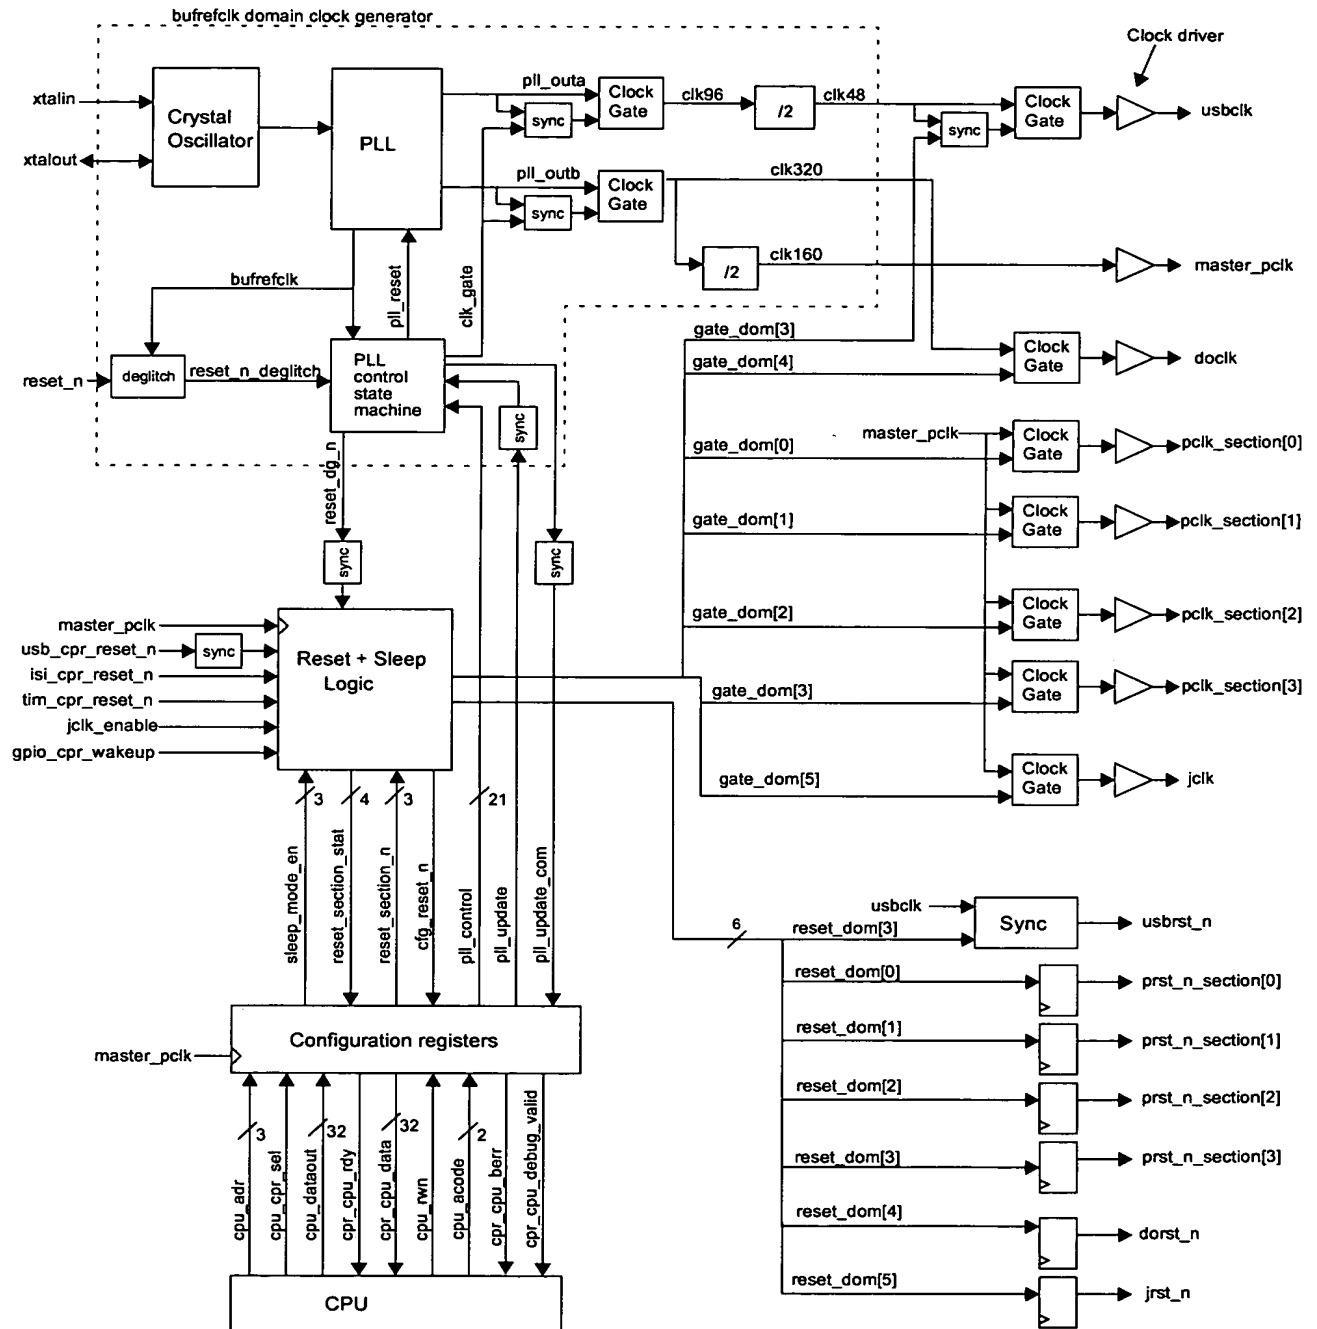 bufrefclk domain clock generator
Clock driver
xtalin
xtalout
Crystal
Oscillator
PLL
pll_outa
sync
Clock
Gate
clk96
/2
clk48
sync
Clock
Gate
usbclk
pll_outb
sync
Clock
Gate
clk320
/2
clk160
master_pclk
bufrefclk
pll_reset
clk_gate
reset_n
deglitch
reset_n_deglitch
PLL
control
state
machine
sync
gate_dom[3]
gate_dom[4]
Clock
Gate
doclk
reset_dg_n
sync
sync
gate_dom[0]
master_pclk
Clock
Gate
pclk_section[0]
gate_dom[1]
Clock
Gate
pclk_section[1]
gate_dom[2]
Clock
Gate
pclk_section[2]
gate_dom[3]
Clock
Gate
pclk_section[3]
gate_dom[5]
Clock
Gate
jclk
master_pclk
usb_cpr_reset_n
sync
isi_cpr_reset_n
tim_cpr_reset_n
jclk_enable
gpio_cpr_wakeup
Reset + Sleep
Logic
3
4
3
21
sleep_mode_en
reset_section_stat
reset_section_n
cfg_reset_n
pll_control
pll_update
pll_update_com
6
usbclk
reset_dom[3]
Sync
usbrst_n
reset_dom[0]
prst_n_section[0]
reset_dom[1]
prst_n_section[1]
reset_dom[2]
prst_n_section[2]
reset_dom[3]
prst_n_section[3]
reset_dom[4]
dorst_n
reset_dom[5]
jrst_n
master_pclk
Configuration registers
3
32
32
2
cpu_adr
cpu_cpr_sel
cpu_dataout
cpr_cpu_rdy
cpr_cpu_data
cpu_rwn
cpu_acode
cpr_cpu_berr
cpr_cpu_debug_valid
CPU